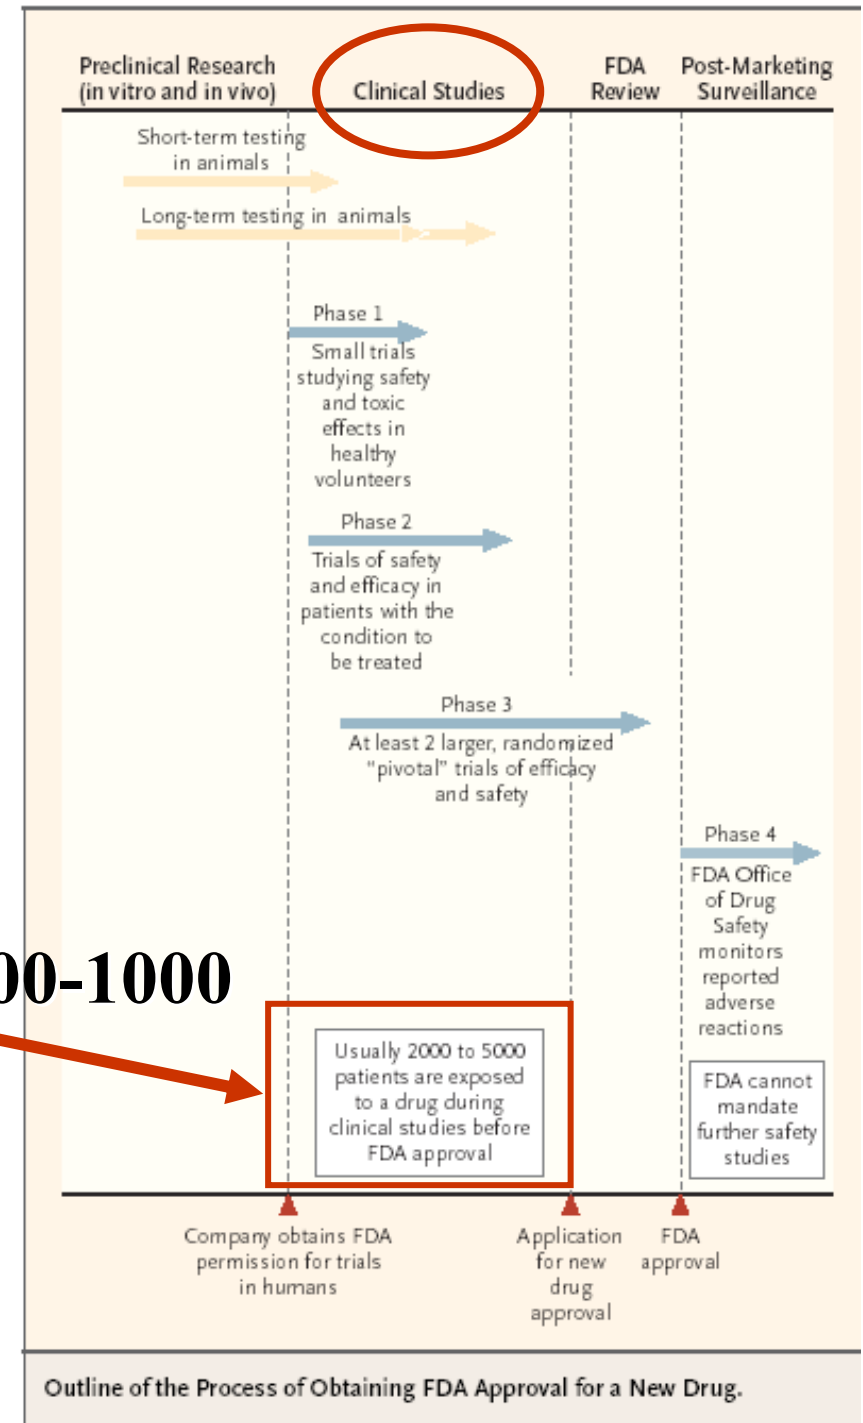 Preclinical Research
(in vitro and in vivo)
Clinical Studies
FDA
Review
Post-Marketing
Surveillance
Short-term testing
in animals
Long-term testing in animals
Phase 1
Small trials
studying safety
and toxic
effects in
healthy
volunteers
Phase 2
Trials of safety
and efficacy in
patients with the
condition to
be treated
Phase 3
At least 2 larger, randomized
“pivotal” trials of efficacy
and safety
Phase 4
FDA Office
of Drug
Safety
monitors
reported
adverse
reactions
00-1000
Usually 2000 to 5000
patients are exposed
to a drug during
clinical studies before
FDA approval
FDA cannot
mandate
further safety
studies
Company obtains FDA
permission for trials
in humans
Application
for new
drug
approval
FDA
approval
Outline of the Process of Obtaining FDA Approval for a New Drug.